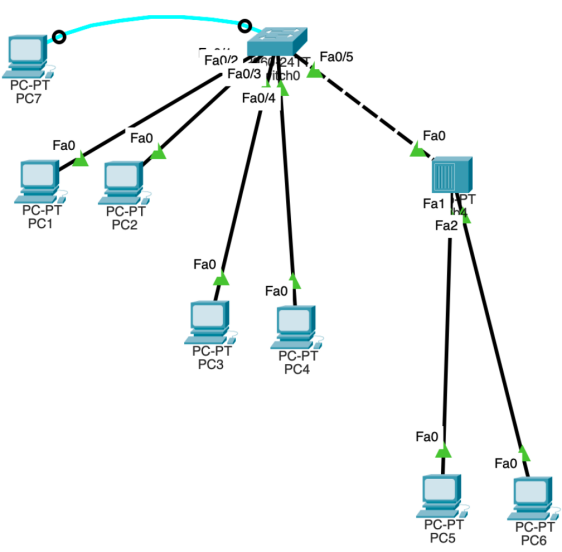 PC-PT
PC7
Fa0/2
Fa0/3
Fa0/4
Fa0/5
Fa0
Fa0
PC-PT
PC1
PC-PT
PC2
Fa0
Fa1
Fa2
Fa0
Fa0
PC-PT
PC3
PC-PT
PC4
Fa0
Fa0
PC-PT
PC5
PC-PT
PC6